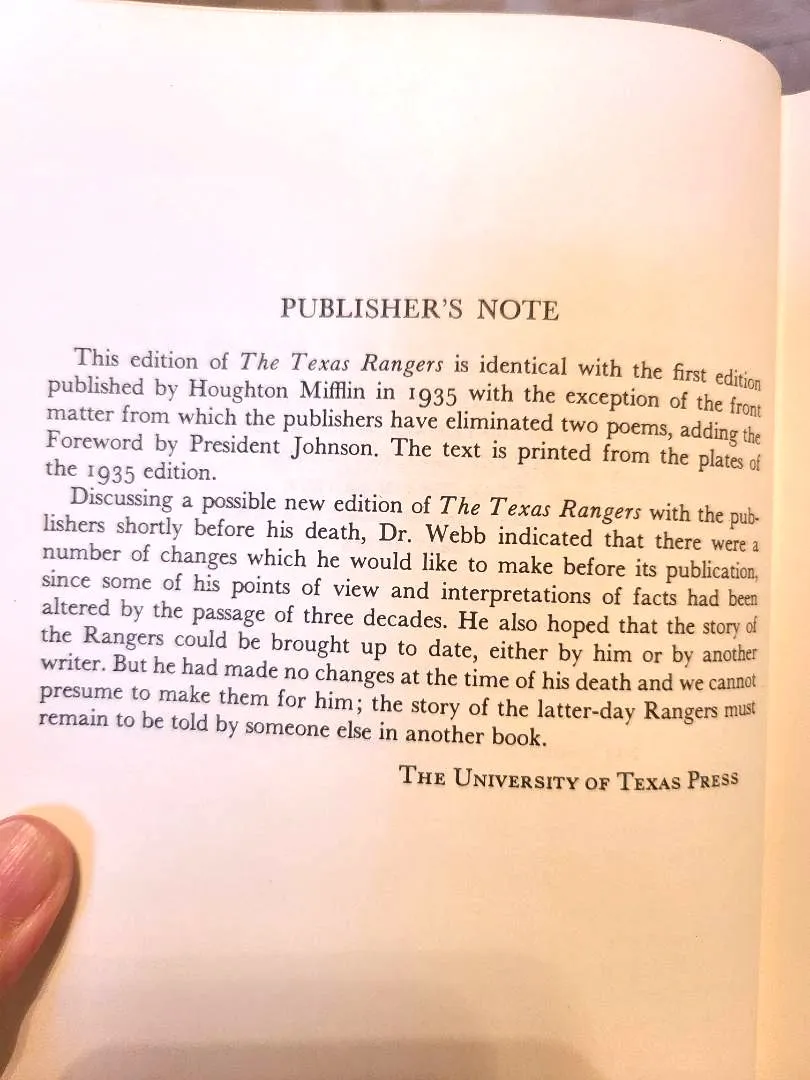 PUBLISHER'S NOTE
This edition of The Texas Rangers is identical with the first edition
published by Houghton Mifflin in 1935 with the exception of the front
matter from which the publishers have eliminated two poems, adding the
Foreword by President Johnson. The text is printed from the plates of
the 1935 edition.
Discussing a possible new edition of The Texas Rangers with the pub-
lishers shortly before his death, Dr. Webb indicated that there were a
number of changes which he would like to make before its publication,
since some of his points of view and interpretations of facts had been
altered by the passage of three decades. He also hoped that the story of
the Rangers could be brought up to date, either by him or by another
writer. But he had made no changes at the time of his death and we cannot
presume to make them for him; the story of the latter-day Rangers must
remain to be told by someone else in another book.
THE UNIVERSITY OF TEXAS PRESS